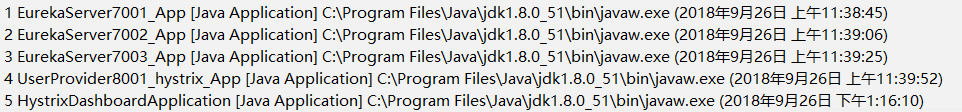 1 EurekaServer7001_App [Java Application] C:\Program Files\Java\jdk1.8.0_51\bin\javaw.exe (2018年9月26日 上午11:38:45)
2 EurekaServer7002_App [Java Application] C:\Program Files\Java\jdk1.8.0_51\bin\javaw.exe (2018年9月26日 上午11:39:06)
3 EurekaServer7003_App [Java Application] C:\Program Files\Java\jdk1.8.0_51\bin\javaw.exe (2018年9月26日 上午11:39:25)
4 UserProvider8001_hystrix_App [Java Application] C:\Program Files\Java\jdk1.8.0_51\bin\javaw.exe (2018年9月26日 上午11:39:52)
5 HystrixDashboardApplication [Java Application] C:\Program Files\Java\jdk1.8.0_51\bin\javaw.exe (2018年9月26日 下午1:16:10)